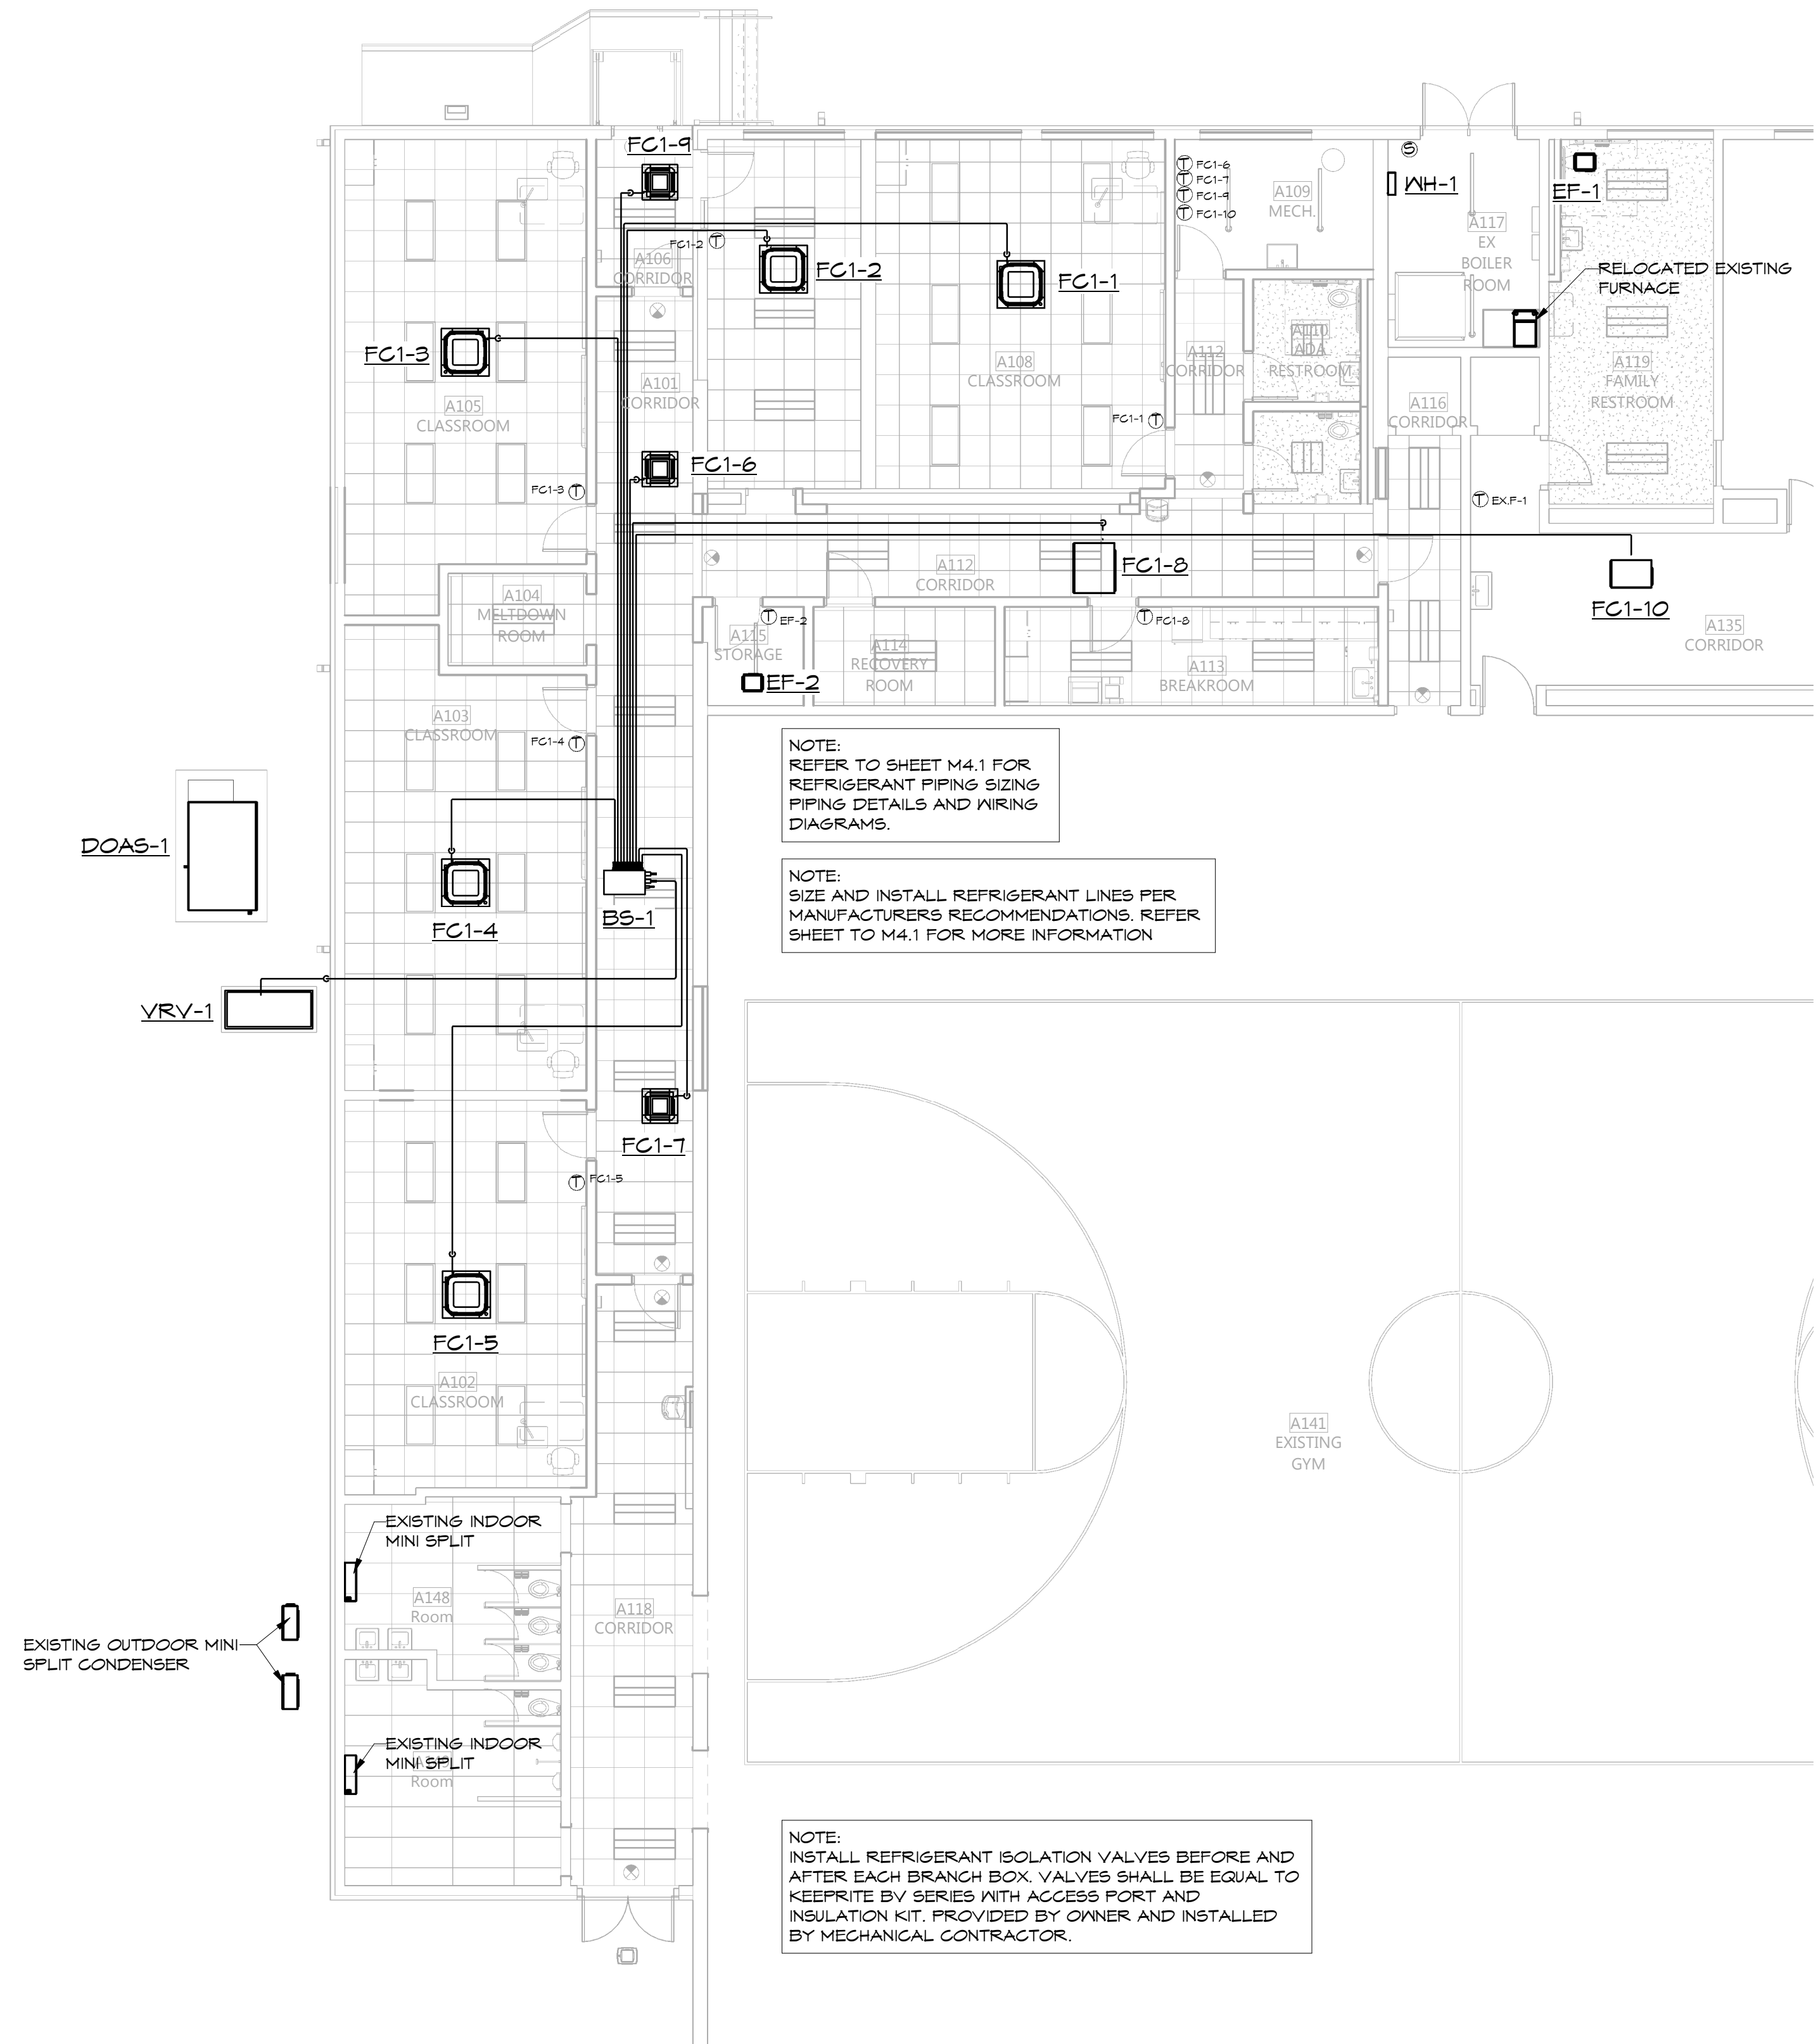 FC1-9
FC1-6
FC1-7
FC1-9
FC1-10
A109
MECH.
S
WH-1
EF-1
A117
EX
BOILER
ROOM
RELOCATED EXISTING
FURNACE
FC1-2
T
A106
CORRIDOR
FC1-2
FC1-1
FC1-3
A105
CLASSROOM
A101
CORRIDOR
A108
CLASSROOM
A112
CORRIDOR
A110
ADA
RESTROOM
A116
CORRIDOR
A119
FAMILY
RESTROOM
FC1-1 T
FC1-6
FC1-3 T
T EX.F-1
A104
MELTDOWN
ROOM
A112
CORRIDOR
FC1-8
FC1-10
A115
STORAGE
T EF-2
EF-2
A114
RECOVERY
ROOM
T FC1-8
A113
BREAKROOM
A135
CORRIDOR
A103
CLASSROOM
FC1-4 T
NOTE:
REFER TO SHEET M4.1 FOR
REFRIGERANT PIPING SIZING
PIPING DETAILS AND WIRING
DIAGRAMS.
DOAS-1
FC1-4
BS-1
NOTE:
SIZE AND INSTALL REFRIGERANT LINES PER
MANUFACTURERS RECOMMENDATIONS. REFER
SHEET TO M4.1 FOR MORE INFORMATION
VRV-1
FC1-7
T FC1-5
FC1-5
A102
CLASSROOM
A141
EXISTING
GYM
EXISTING INDOOR
MINI SPLIT
A148
Room
A118
CORRIDOR
EXISTING OUTDOOR MINI
SPLIT CONDENSER
EXISTING INDOOR
MINI SPLIT
Room
NOTE:
INSTALL REFRIGERANT ISOLATION VALVES BEFORE AND
AFTER EACH BRANCH BOX. VALVES SHALL BE EQUAL TO
KEEPRITE BV SERIES WITH ACCESS PORT AND
INSULATION KIT. PROVIDED BY OWNER AND INSTALLED
BY MECHANICAL CONTRACTOR.